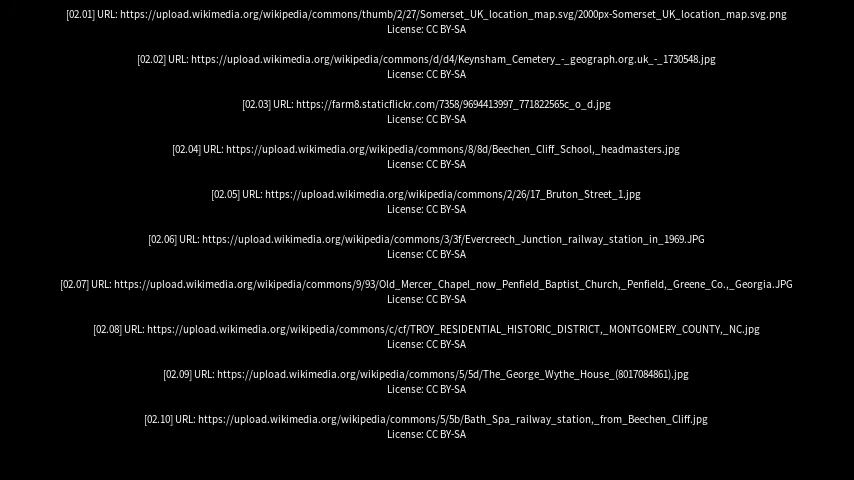 [02.01] URL: https://upload.wikimedia.org/wikipedia/commons/thumb/2/27/Somerset_UK_location_map.svg/2000px-Somerset_UK_location_map.svg.png
License: CC BY-SA
[02.02] URL: https://upload.wikimedia.org/wikipedia/commons/d/d4/Keynsham_Cemetery_-_geograph.org.uk_-_1730548.jpg
License: CC BY-SA
[02.03] URL: https://farm8.staticflickr.com/7358/9694413997_771822565c_o_d.jpg
License: CC BY-SA
[02.04] URL: https://upload.wikimedia.org/wikipedia/commons/8/8d/Beechen_Cliff_School,_headmasters.jpg
License: CC BY-SA
[02.05] URL: https://upload.wikimedia.org/wikipedia/commons/2/26/17_Bruton_Street_1.jpg
License: CC BY-SA
[02.06] URL: https://upload.wikimedia.org/wikipedia/commons/3/3f/Evercreech_Junction_railway_station_in_1969.JPG
License: CC BY-SA
[02.07] URL: https://upload.wikimedia.org/wikipedia/commons/9/93/Old_Mercer_Chapel_now_Penfield_Baptist_Church,_Penfield,_Greene_Co.,_Georgia.JPG
License: CC BY-SA
[02.08] URL: https://upload.wikimedia.org/wikipedia/commons/c/cf/TROY_RESIDENTIAL_HISTORIC_DISTRICT,_MONTGOMERY_COUNTY,_NC.jpg
License: CC BY-SA
[02.09] URL: https://upload.wikimedia.org/wikipedia/commons/5/5d/The_George_Wythe_House_(8017084861).jpg
License: CC BY-SA
[02.10] URL: https://upload.wikimedia.org/wikipedia/commons/5/5b/Bath_Spa_railway_station,_from_Beechen_Cliff.jpg
License: CC BY-SA